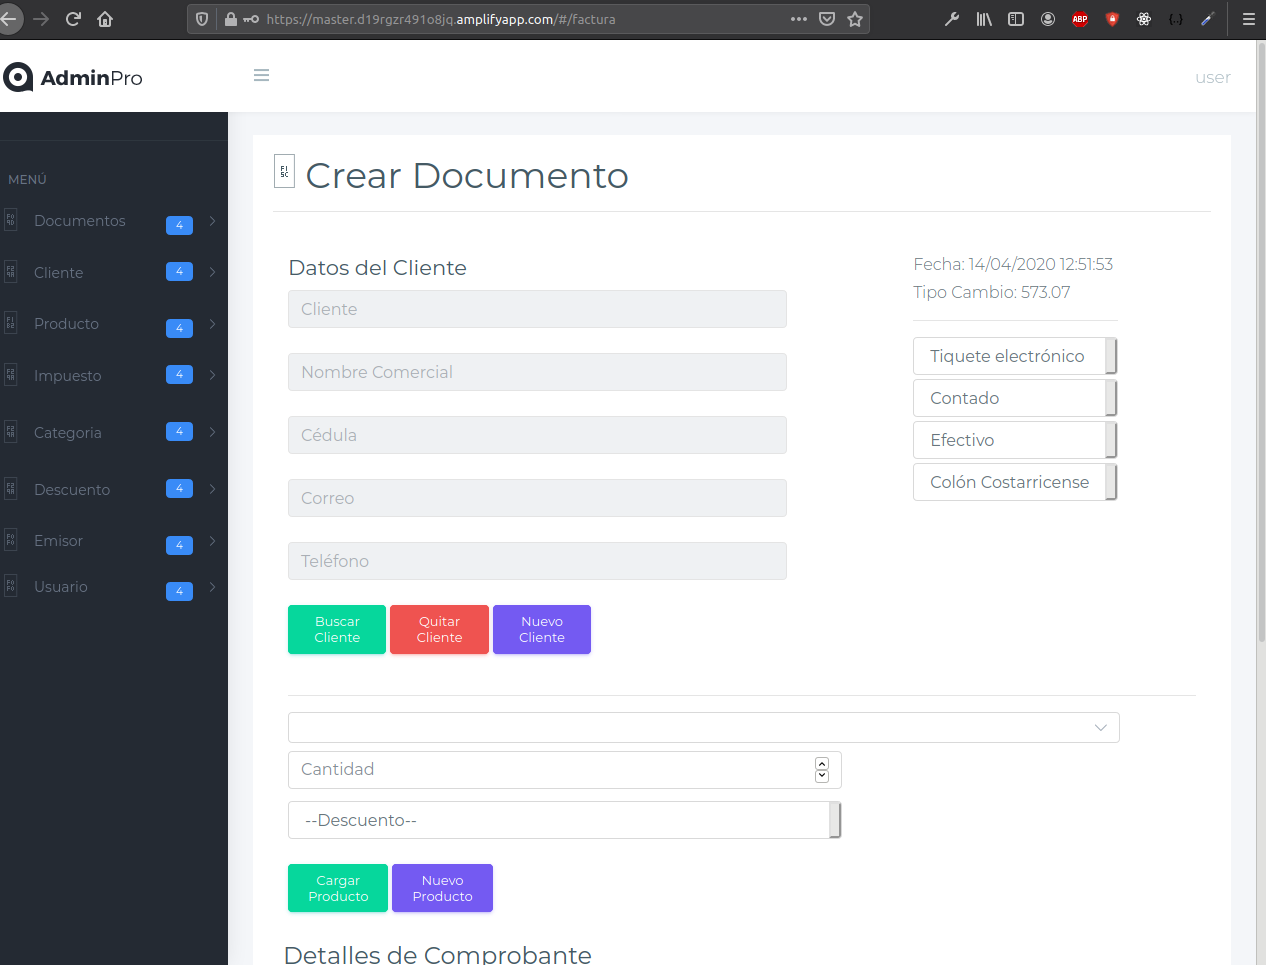 https://master.d19rgzr491o8jq.amplifyapp.com/#/factura
ABP
AdminPro
user
MENÚ
Documentos 4
Cliente 4
Producto 4
Impuesto 4
Categoria 4
Descuento 4
Emisor 4
Usuario 4
Crear Documento
Datos del Cliente
Cliente
Nombre Comercial
Cédula
Correo
Teléfono
Buscar
Cliente
Quitar
Cliente
Nuevo
Cliente
Fecha: 14/04/2020 12:51:53
Tipo Cambio: 573.07
Tiquete electrónico
Contado
Efectivo
Colón Costarricense
Cantidad
--Descuento--
Cargar
Producto
Nuevo
Producto
Detalles de Comprobante